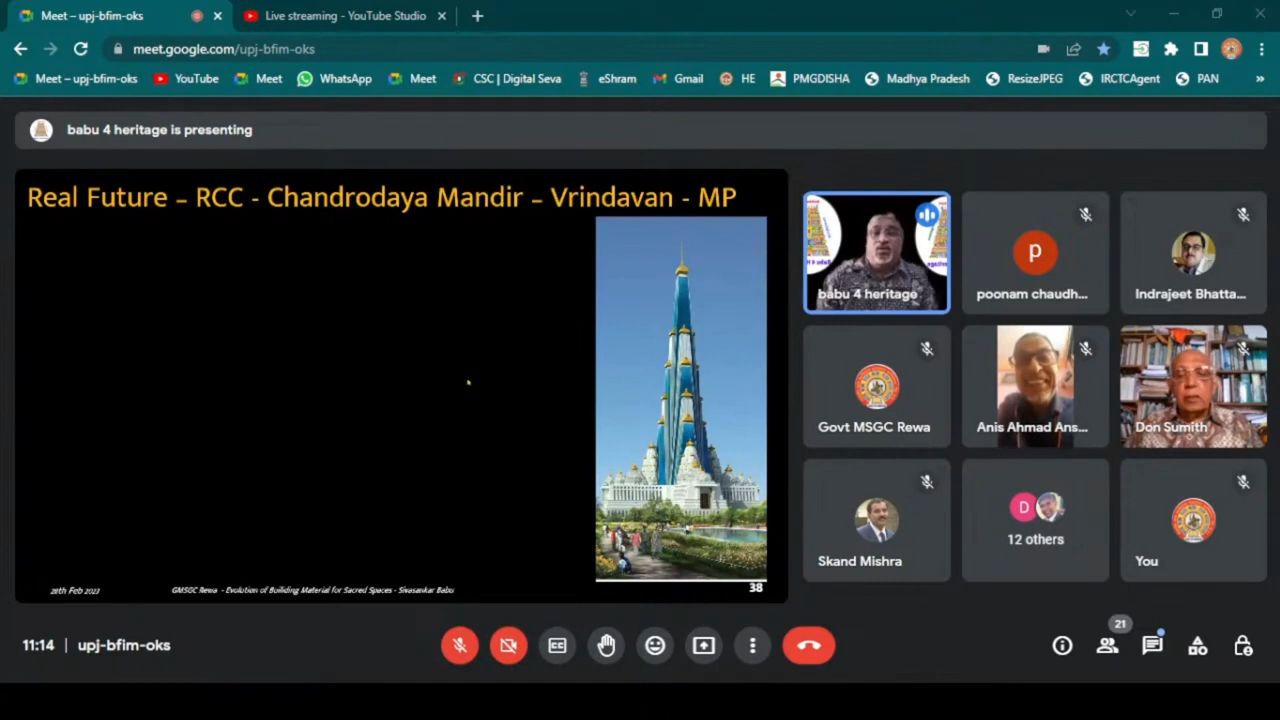 Meet – upj-bfim-oks
Live streaming - YouTube Studio
meet.google.com/upj-bfim-oks
Meet – upj-bfim-oks
YouTube
Meet
WhatsApp
Meet
CSC | Digital Seva
eShram
Gmail
HE
PMGDISHA
Madhya Pradesh
ResizeJPEG
IRCTCAgent
PAN
»
babu 4 heritage is presenting
Real Future – RCC - Chandrodaya Mandir – Vrindavan - MP
babu 4 heritage
p
poonam chaudh...
Indrajeet Bhatta...
Govt MSGC Rewa
Anis Ahmad Ans...
Don Sumith
Skand Mishra
D
12 others
You
28th Feb 2023
GMSGC Rewa - Evolution of Builiding Material for Sacred Spaces - Sivasankar Babu
38
11:14 | upj-bfim-oks
21